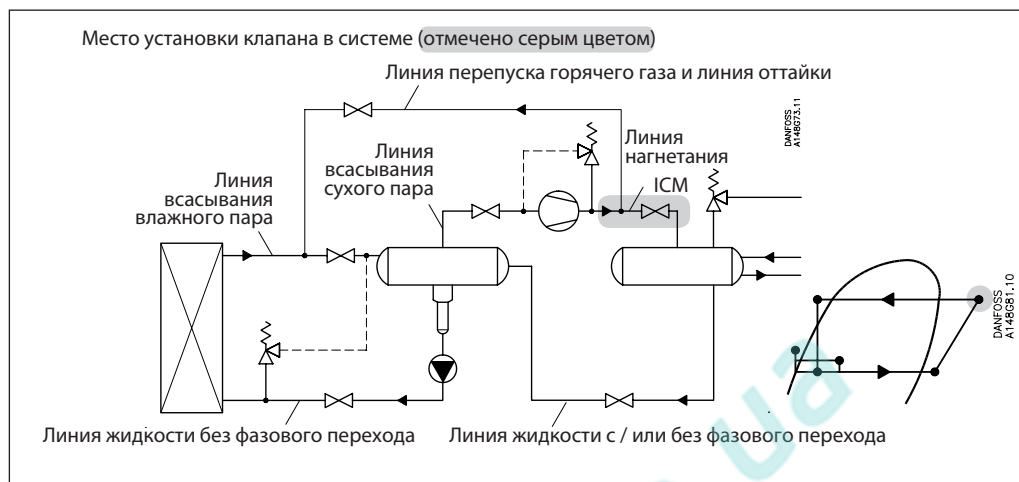 Место установки клапана в системе (отмечено серым цветом)
Линия перепуска горячего газа и линия оттайки
DANFOSS
A148G73.11
Линия
нагнетания
ICM
Линия
всасывания
сухого пара
Линия
всасывания
влажного пара
DANFOSS
A148G81.10
Линия жидкости без фазового перехода
Линия жидкости с / или без фазового перехода
ua